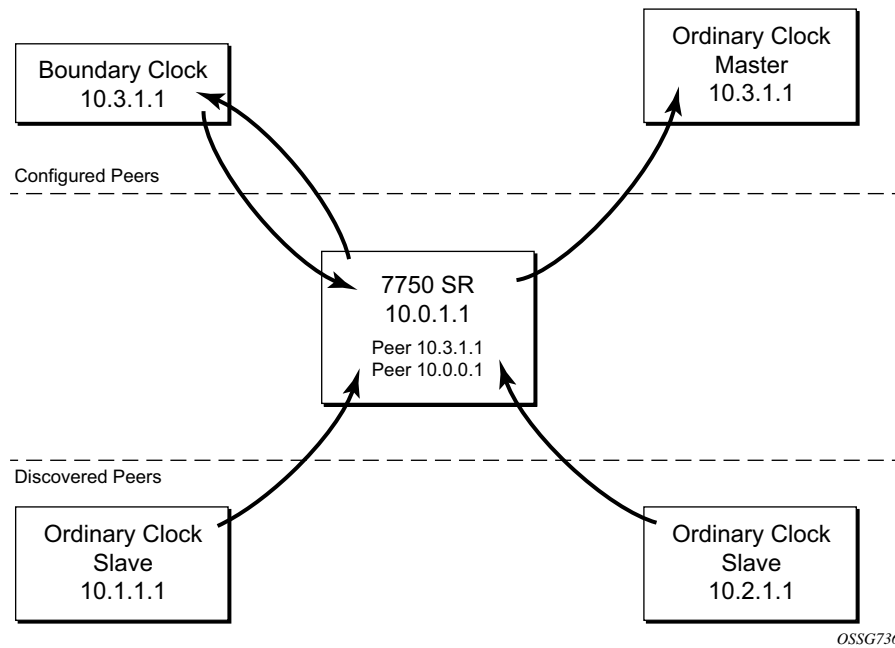 Boundary Clock
10.3.1.1
Ordinary Clock
Master
10.3.1.1
Configured Peers
7750 SR
10.0.1.1
Peer 10.3.1.1
Peer 10.0.0.1
Discovered Peers
Ordinary Clock
Slave
10.1.1.1
Ordinary Clock
Slave
10.2.1.1
OSSG736